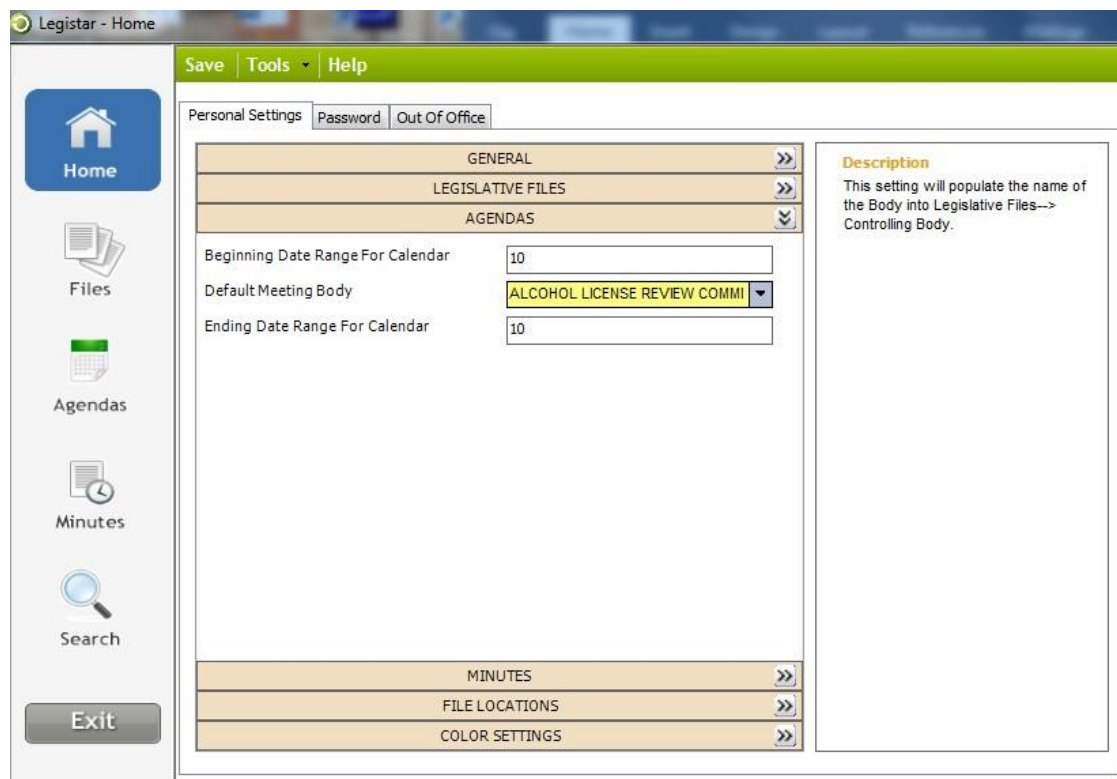 Legistar - Home
Save Tools Help
Home
Files
Agendas
Minutes
Search
Exit
Personal Settings Password Out Of Office
GENERAL
LEGISLATIVE FILES
AGENDAS
Beginning Date Range For Calendar 10
Default Meeting Body ALCOHOL LICENSE REVIEW COMMI
Ending Date Range For Calendar 10
MINUTES
FILE LOCATIONS
COLOR SETTINGS
Description
This setting will populate the name of
the Body into Legislative Files-->
Controlling Body.